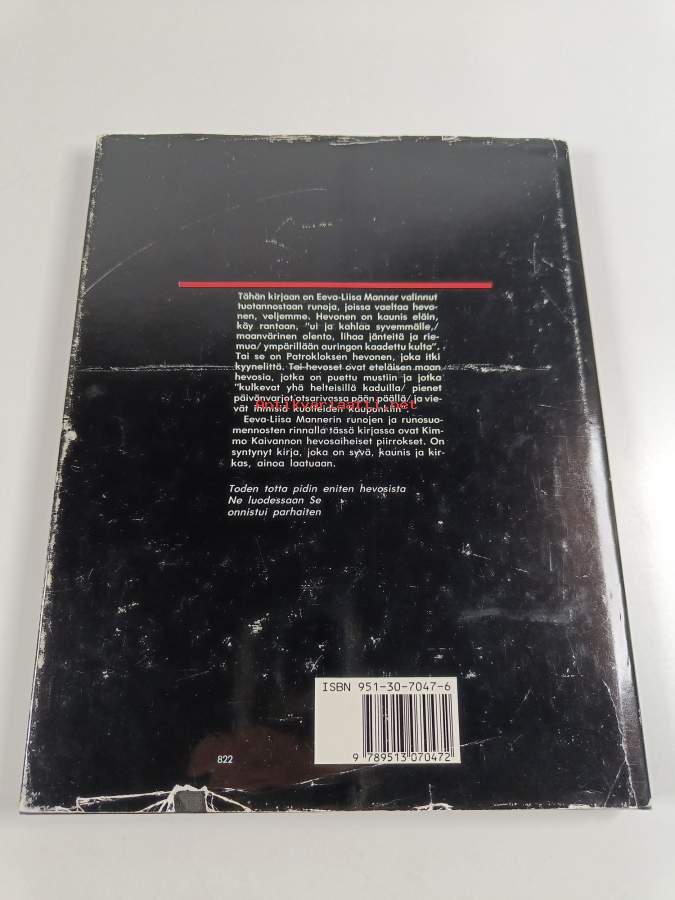 Tähän kirjaan on Eeva-Liisa Manner valinnut
tuotannostaan runoja, joissa vaeltaa hevo-
nen, veljemme. Hevonen on kaunis eläin,
käy rantaan, "ui ja kahlaa syvemmälle,/
maanvärinen olento, lihaa jänteitä ja rie-
mua/ ympärillään auringon kaadettu kulta".
Tai se on Patrokloksen hevonen, joka itki
kyynelittä. Tai hevoset ovat eteläisen maan
hevosia, jotka on puettu mustiin ja jotka
"kulkevat yhä helteisillä kaduilla/ pienet
päivänvarjot otsarivassa pään päällä/ ja vie-
vät ihmisiä kuolleiden kaupunkiin".
Antikvariaatit.net
Eeva-Liisa Mannerin runojen ja runosuo-
mennosten rinnalla tässä kirjassa ovat Kim-
mo Kaivannon hevosaiheiset piirrokset. On
syntynyt kirja, joka on syvä, kaunis ja kir-
kas, ainoa laatuaan.
Toden totta pidin eniten hevosista
Ne luodessaan Se
onnistui parhaiten
ISBN 951-30-7047-6
9 789513 070472
822